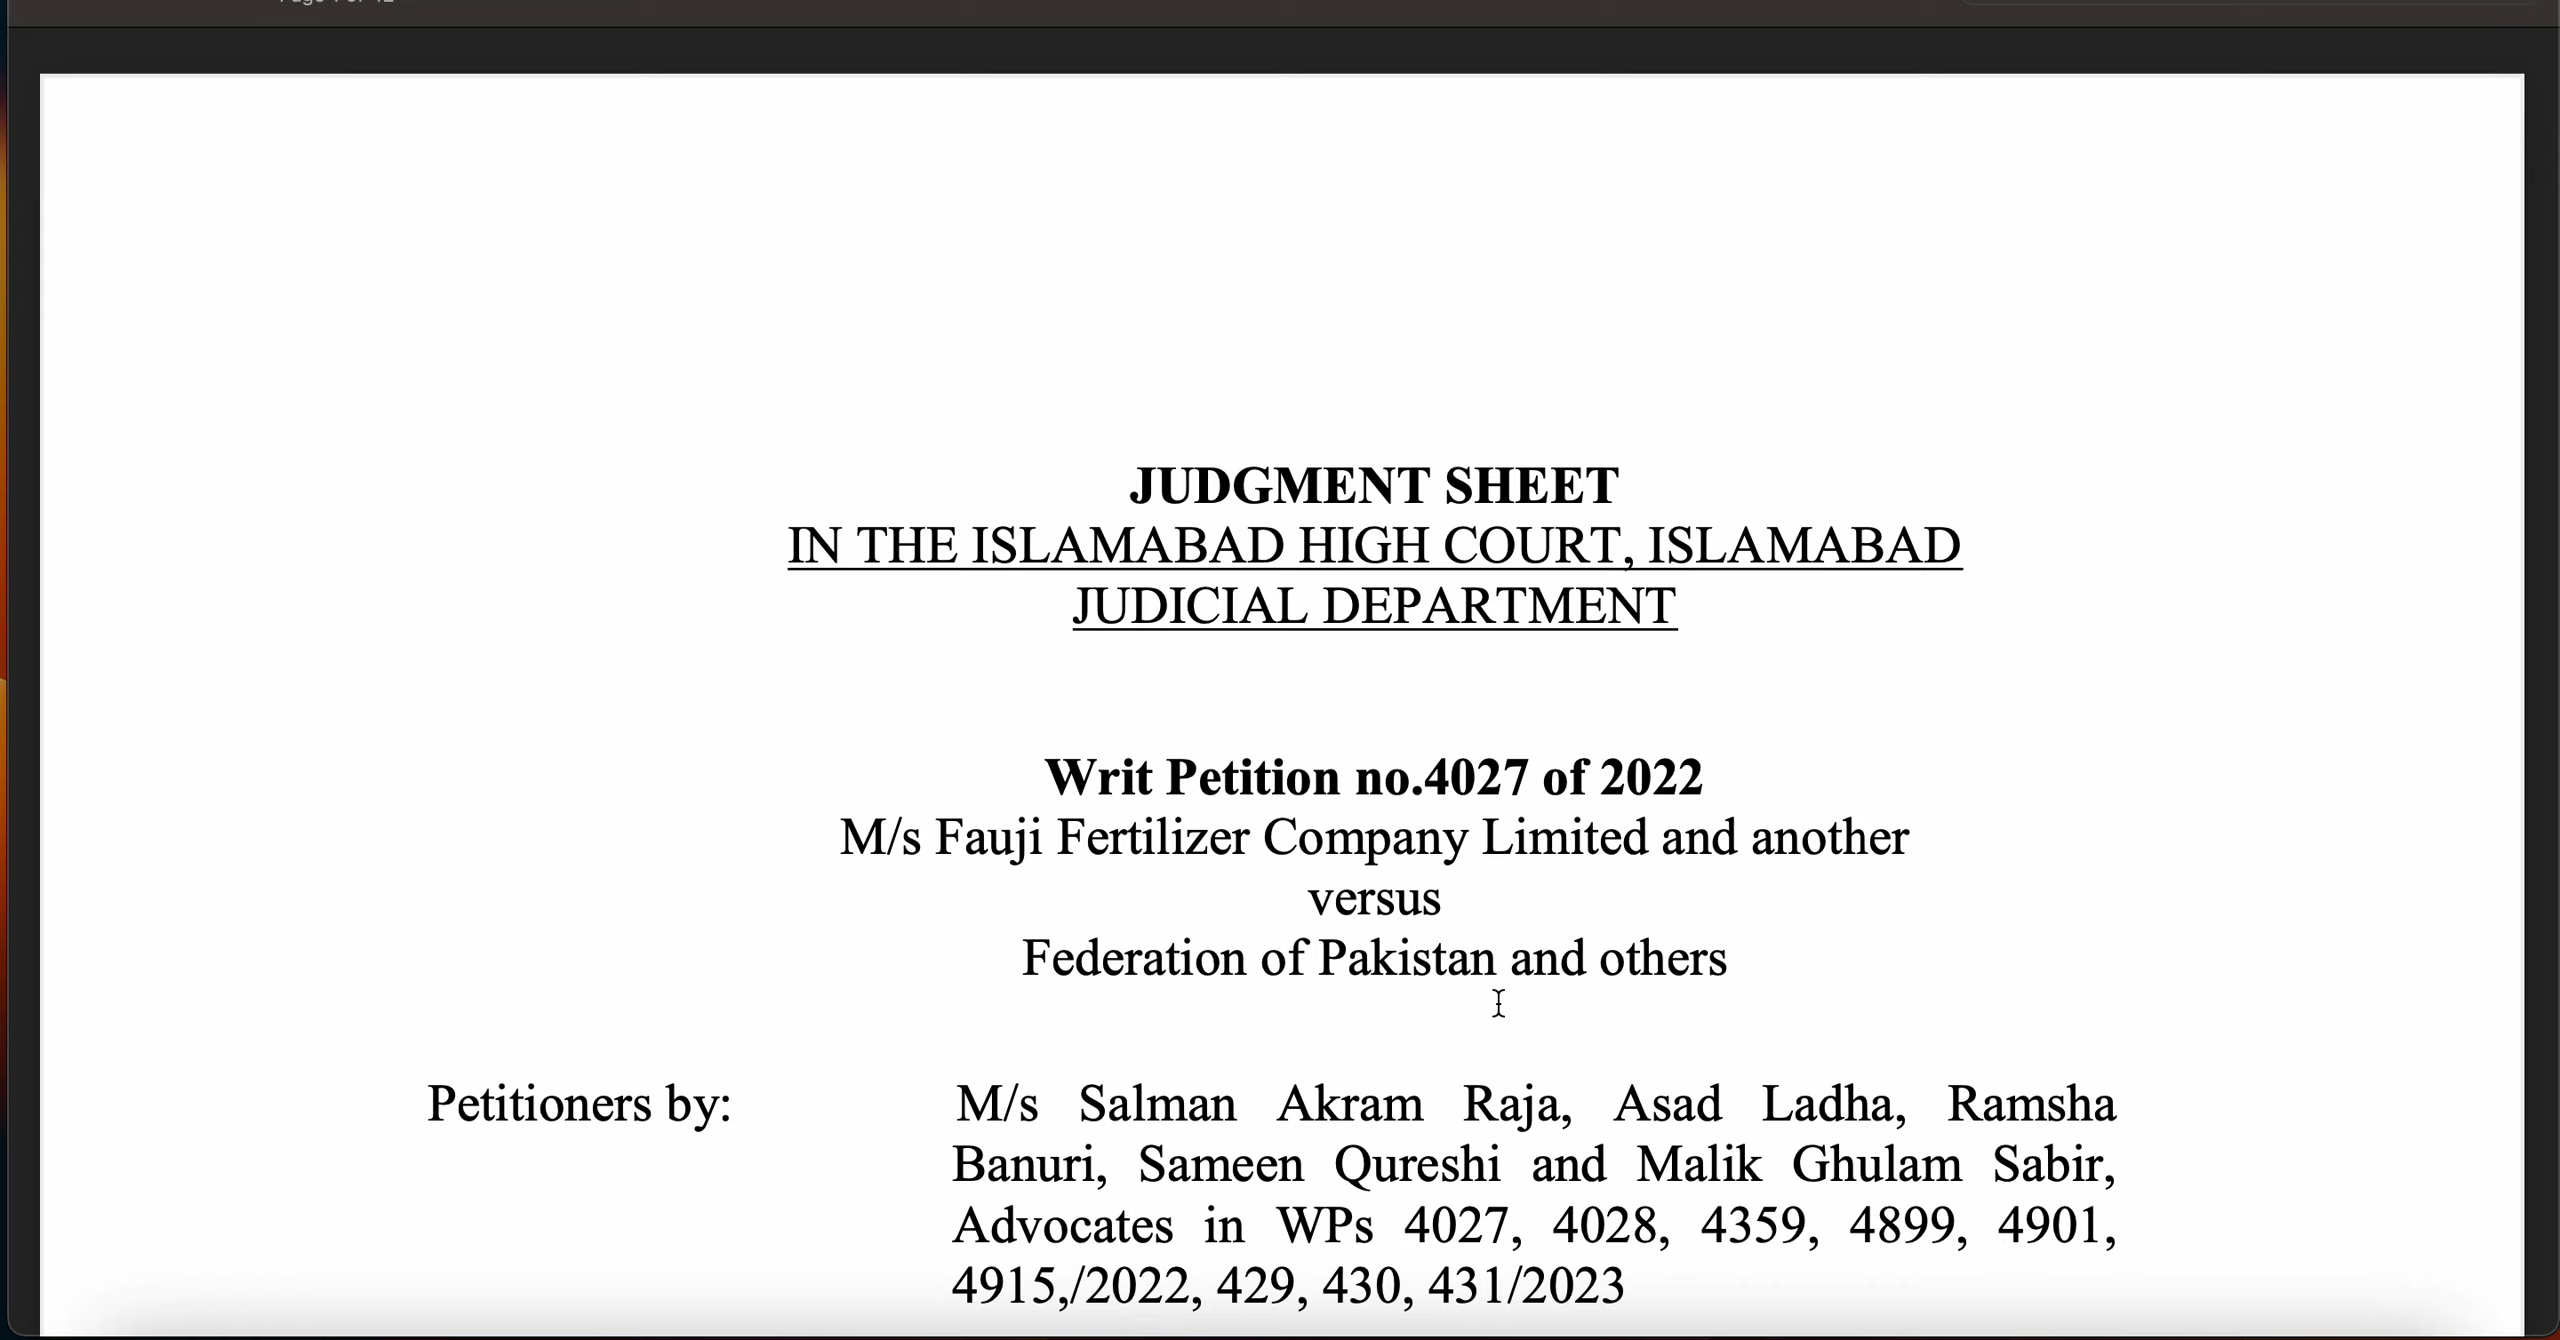 JUDGMENT SHEET
IN THE ISLAMABAD HIGH COURT, ISLAMABAD
JUDICIAL DEPARTMENT
Writ Petition no.4027 of 2022
M/s Fauji Fertilizer Company Limited and another
versus
Federation of Pakistan and others
Petitioners by: M/s Salman Akram Raja, Asad Ladha, Ramsha
Banuri, Sameen Qureshi and Malik Ghulam Sabir,
Advocates in WPs 4027, 4028, 4359, 4899, 4901,
4915,/2022, 429, 430, 431/2023